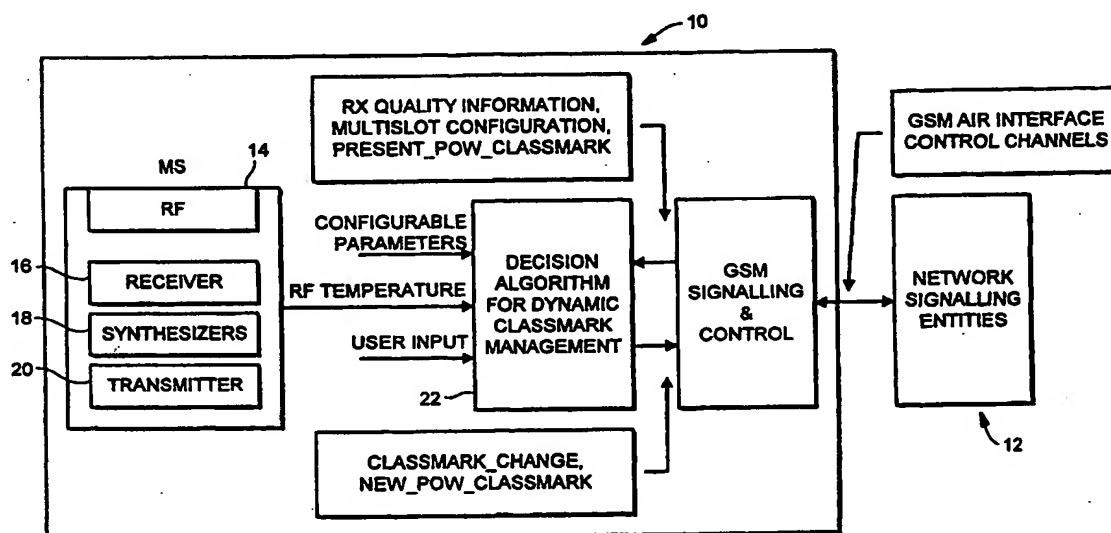 10
RX QUALITY INFORMATION,
MULTISLOT CONFIGURATION,
PRESENT_POW_CLASSMARK
GSM AIR INTERFACE
CONTROL CHANNELS
MS
14
RF
16
RECEIVER
18
SYNTHESIZERS
20
TRANSMITTER
CONFIGURABLE
PARAMETERS
RF TEMPERATURE
USER INPUT
DECISION
ALGORITHM
FOR DYNAMIC
CLASSMARK
MANAGEMENT
22
GSM
SIGNALLING
&
CONTROL
NETWORK
SIGNALLING
ENTITIES
12
CLASSMARK_CHANGE,
NEW_POW_CLASSMARK